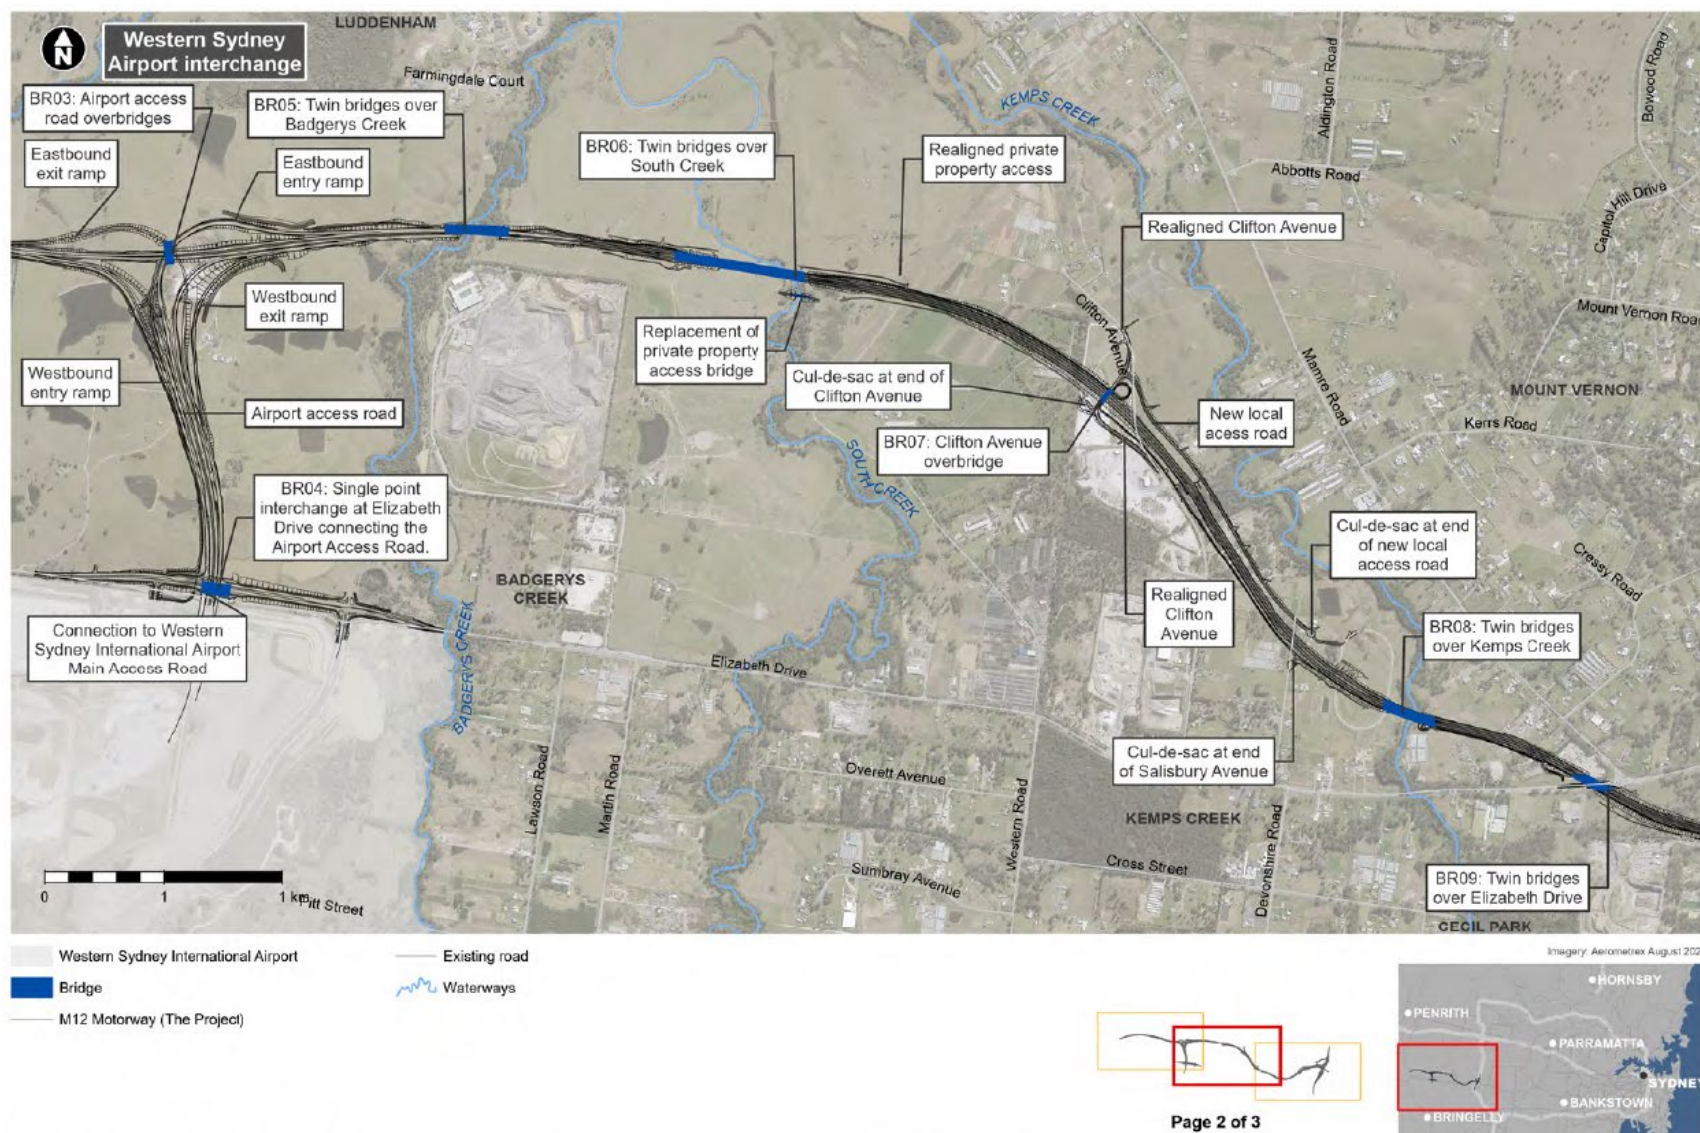 LUDDENHAM
N
Western Sydney
Airport interchange
Farmingdale Court
BR03: Airport access
road overbridges
BR05: Twin bridges over
Badgerys Creek
KEMPS CREEK
Aldington Road
Bowood Road
Eastbound
exit ramp
Eastbound
entry ramp
BR06: Twin bridges over
South Creek
Realigned private
property access
Abbotts Road
Capitol Hill Drive
Realigned Clifton Avenue
Westbound
exit ramp
Clifton Avenue
Mount Vernon Road
Replacement of
private property
access bridge
Westbound
entry ramp
Cul-de-sac at end of
Clifton Avenue
Mamre Road
MOUNT VERNON
Airport access road
New local
acess road
Kerrs Road
BR07: Clifton Avenue
overbridge
SOUTH CREEK
BR04: Single point
interchange at Elizabeth
Drive connecting the
Airport Access Road.
Cul-de-sac at end
of new local
access road
Cressy Road
BADGERYS
CREEK
Realigned
Clifton
Avenue
Connection to Western
Sydney International Airport
Main Access Road
BADGERYS CREEK
Elizabeth Drive
BR08: Twin bridges
over Kemps Creek
Cul-de-sac at end
of Salisbury Avenue
Overett Avenue
Lawson Road
Martin Road
Western Road
KEMPS CREEK
Devonshire Road
Cross Street
Sumbray Avenue
BR09: Twin bridges
over Elizabeth Drive
0 1 1 km
Pitt Street
CECIL PARK
Imagery: Aerometrex August 202
Western Sydney International Airport
Existing road
Bridge
Waterways
M12 Motorway (The Project)
HORNSBY
PENRITH
PARRAMATTA
SYDNEY
BANKSTOWN
BRINGELLY
Page 2 of 3